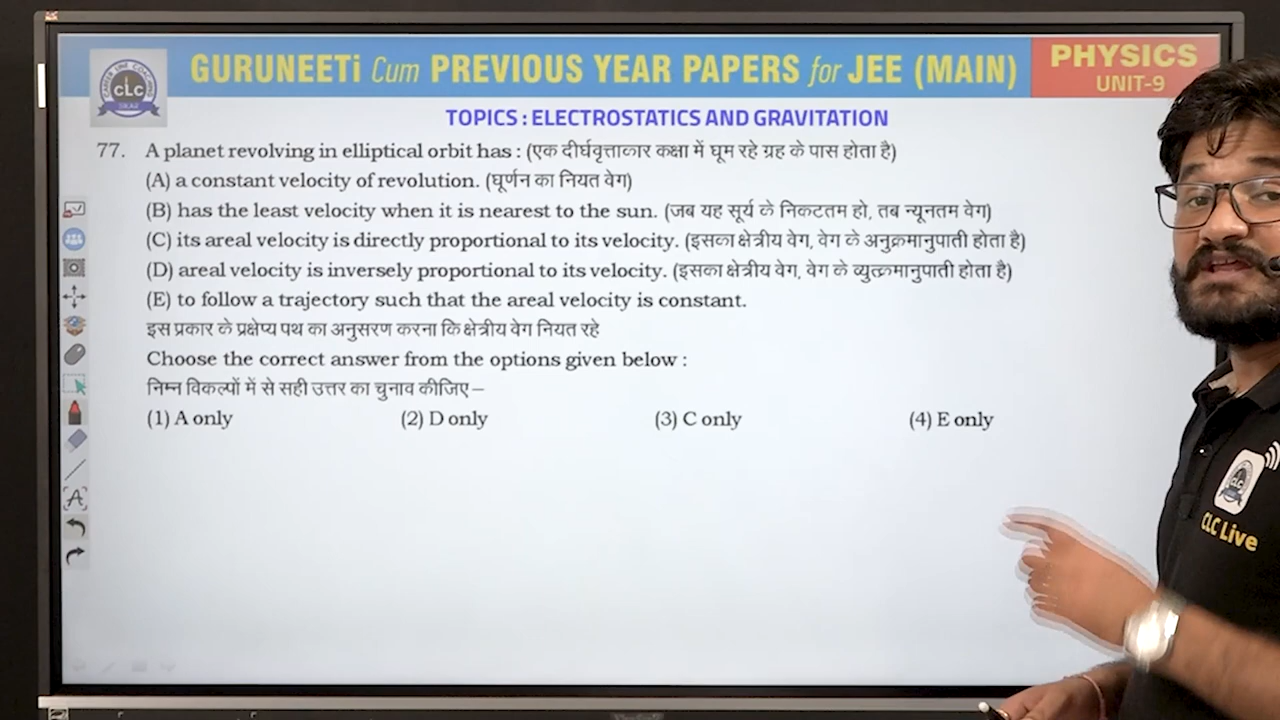 GURUNEETi Cum PREVIOUS YEAR PAPERS for JEE (MAIN)
PHYSICS
UNIT-9
CLC
TOPICS : ELECTROSTATICS AND GRAVITATION
77. A planet revolving in elliptical orbit has : (एक दीर्घवृत्ताकार कक्षा में घूम रहे ग्रह के पास होता है)
(A) a constant velocity of revolution. (घूर्णन का नियत वेग)
(B) has the least velocity when it is nearest to the sun. (जब यह सूर्य के निकटतम हो, तब न्यूनतम वेग)
(C) its areal velocity is directly proportional to its velocity. (इसका क्षेत्रीय वेग, वेग के अनुक्रमानुपाती होता है)
(D) areal velocity is inversely proportional to its velocity. (इसका क्षेत्रीय वेग, वेग के व्युत्क्रमानुपाती होता है)
(E) to follow a trajectory such that the areal velocity is constant.
इस प्रकार के प्रक्षेप्य पथ का अनुसरण करना कि क्षेत्रीय वेग नियत रहे
Choose the correct answer from the options given below :
निम्न विकल्पों में से सही उत्तर का चुनाव कीजिए –
(1) A only (2) D only (3) C only (4) E only
CLC
CLC Live